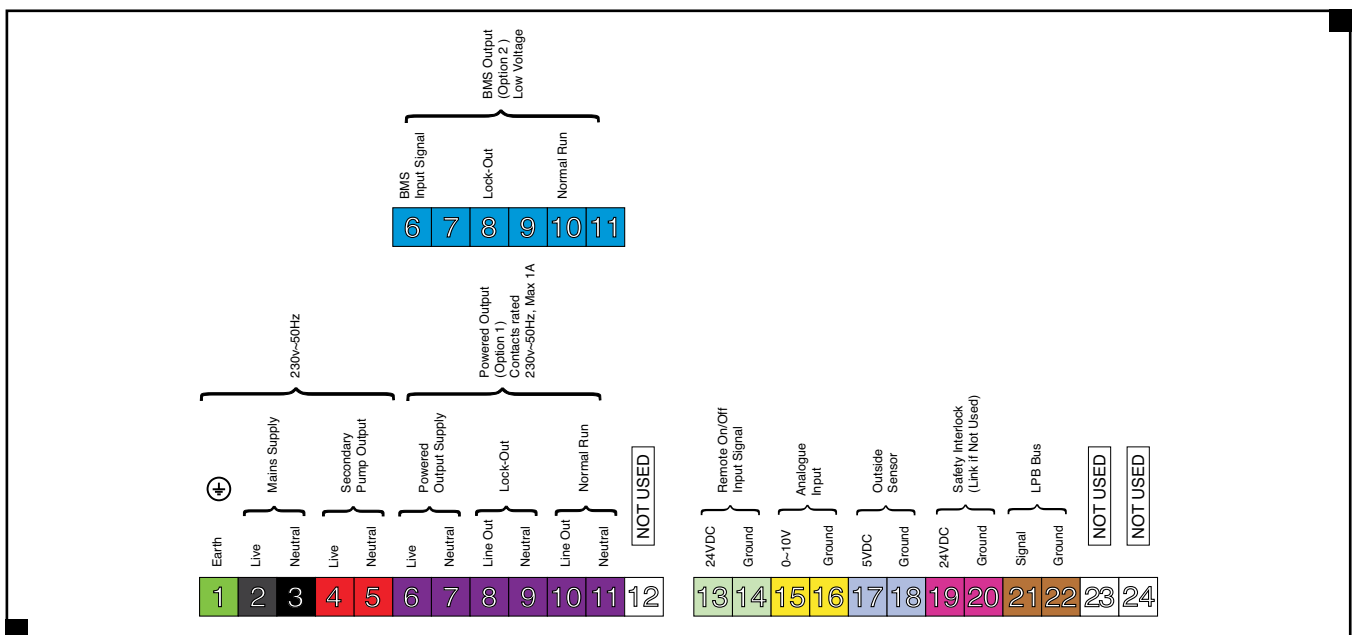 BMS Output
(Option 2 )
Low Voltage
BMS
Input Signal
Lock-Out
Normal Run
6 7 8 9 10 11
230v~50Hz
Powered Output
(Option 1)
Contacts rated
230v~50Hz, Max 1A
Mains Supply
Secondary
Pump Output
Powered
Output Supply
Lock-Out
Normal Run
NOT USED
Earth
Live
Neutral
Live
Neutral
Live
Neutral
Line Out
Neutral
Line Out
Neutral
1 2 3 4 5 6 7 8 9 10 11 12
Remote On/Off
Input Signal
Analogue
Input
Outside
Sensor
Safety Interlock
(Link if Not Used)
LPB Bus
NOT USED
NOT USED
24VDC
Ground
0~10V
Ground
5VDC
Ground
24VDC
Ground
Signal
Ground
13 14 15 16 17 18 19 20 21 22 23 24